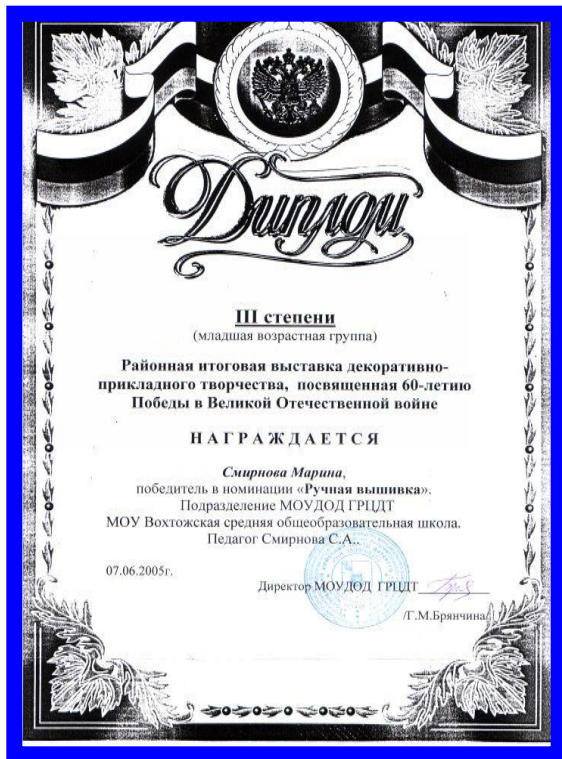 Диплом
III степени
(младшая возрастная группа)
Районная итоговая выставка декоративно-
прикладного творчества, посвященная 60-летию
Победы в Великой Отечественной войне
НАГРАЖДАЕТСЯ
Смирнова Марина,
победитель в номинации «Ручная вышивка».
Подразделение МОУДОД ГРЦДТ
МОУ Вохтожская средняя общеобразовательная школа.
Педагог Смирнова С.А..
07.06.2005г.
Директор МОУДОД ГРЦДТ
/Г.М.Брянчина/